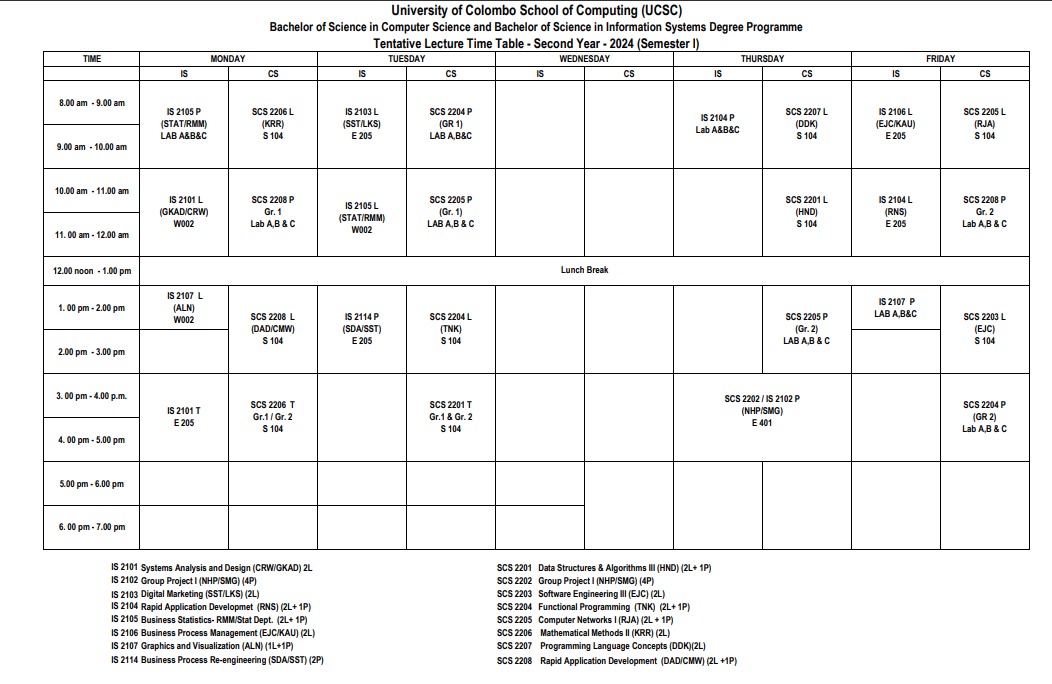 University of Colombo School of Computing (UCSC)
Bachelor of Science in Computer Science and Bachelor of Science in Information Systems Degree Programme
Tentative Lecture Time Table - Second Year - 2024 (Semester I)
TIME MONDAY TUESDAY WEDNESDAY THURSDAY FRIDAY
IS CS IS CS IS CS IS CS IS CS
8.00 am - 9.00 am
9.00 am - 10.00 am
IS 2105 P
(STAT/RMM)
LAB A&B&C
SCS 2206 L
(KRR)
S 104
IS 2103 L
(SST/LKS)
E 205
SCS 2204 P
(GR 1)
LAB A,B&C
IS 2104 P
Lab A&B&C
SCS 2207 L
(DDK)
S 104
IS 2106 L
(EJC/KAU)
E 205
SCS 2205 L
(RJA)
S 104
10.00 am - 11.00 am
11. 00 am - 12.00 am
IS 2101 L
(GKAD/CRW)
W002
SCS 2208 P
Gr. 1
Lab A,B & C
IS 2105 L
(STAT/RMM)
W002
SCS 2205 P
(Gr. 1)
LAB A,B & C
SCS 2201 L
(HND)
S 104
IS 2104 L
(RNS)
E 205
SCS 2208 P
Gr. 2
Lab A,B & C
12.00 noon - 1.00 pm
Lunch Break
1. 00 pm - 2.00 pm
2.00 pm - 3.00 pm
IS 2107 L
(ALN)
W002
SCS 2208 L
(DAD/CMW)
S 104
IS 2114 P
(SDA/SST)
E 205
SCS 2204 L
(TNK)
S 104
SCS 2205 P
(Gr. 2)
LAB A,B & C
IS 2107 P
LAB A,B&C
SCS 2203 L
(EJC)
S 104
3. 00 pm - 4.00 p.m.
4. 00 pm - 5.00 pm
IS 2101 T
E 205
SCS 2206 T
Gr.1 / Gr. 2
S 104
SCS 2201 T
Gr.1 & Gr. 2
S 104
SCS 2202 / IS 2102 P
(NHP/SMG)
E 401
SCS 2204 P
(GR 2)
Lab A,B & C
5.00 pm - 6.00 pm
6. 00 pm - 7.00 pm
IS 2101 Systems Analysis and Design (CRW/GKAD) 2L
IS 2102 Group Project I (NHP/SMG) (4P)
IS 2103 Digital Marketing (SST/LKS) (2L)
IS 2104 Rapid Application Developmet (RNS) (2L+ 1P)
IS 2105 Business Statistics- RMM/Stat Dept. (2L+ 1P)
IS 2106 Business Process Management (EJC/KAU) (2L)
IS 2107 Graphics and Visualization (ALN) (1L+1P)
IS 2114 Business Process Re-engineering (SDA/SST) (2P)
SCS 2201 Data Structures & Algorithms III (HND) (2L+ 1P)
SCS 2202 Group Project I (NHP/SMG) (4P)
SCS 2203 Software Engineering III (EJC) (2L)
SCS 2204 Functional Programming (TNK) (2L+ 1P)
SCS 2205 Computer Networks I (RJA) (2L + 1P)
SCS 2206 Mathematical Methods II (KRR) (2L)
SCS 2207 Programming Language Concepts (DDK)(2L)
SCS 2208 Rapid Application Development (DAD/CMW) (2L +1P)